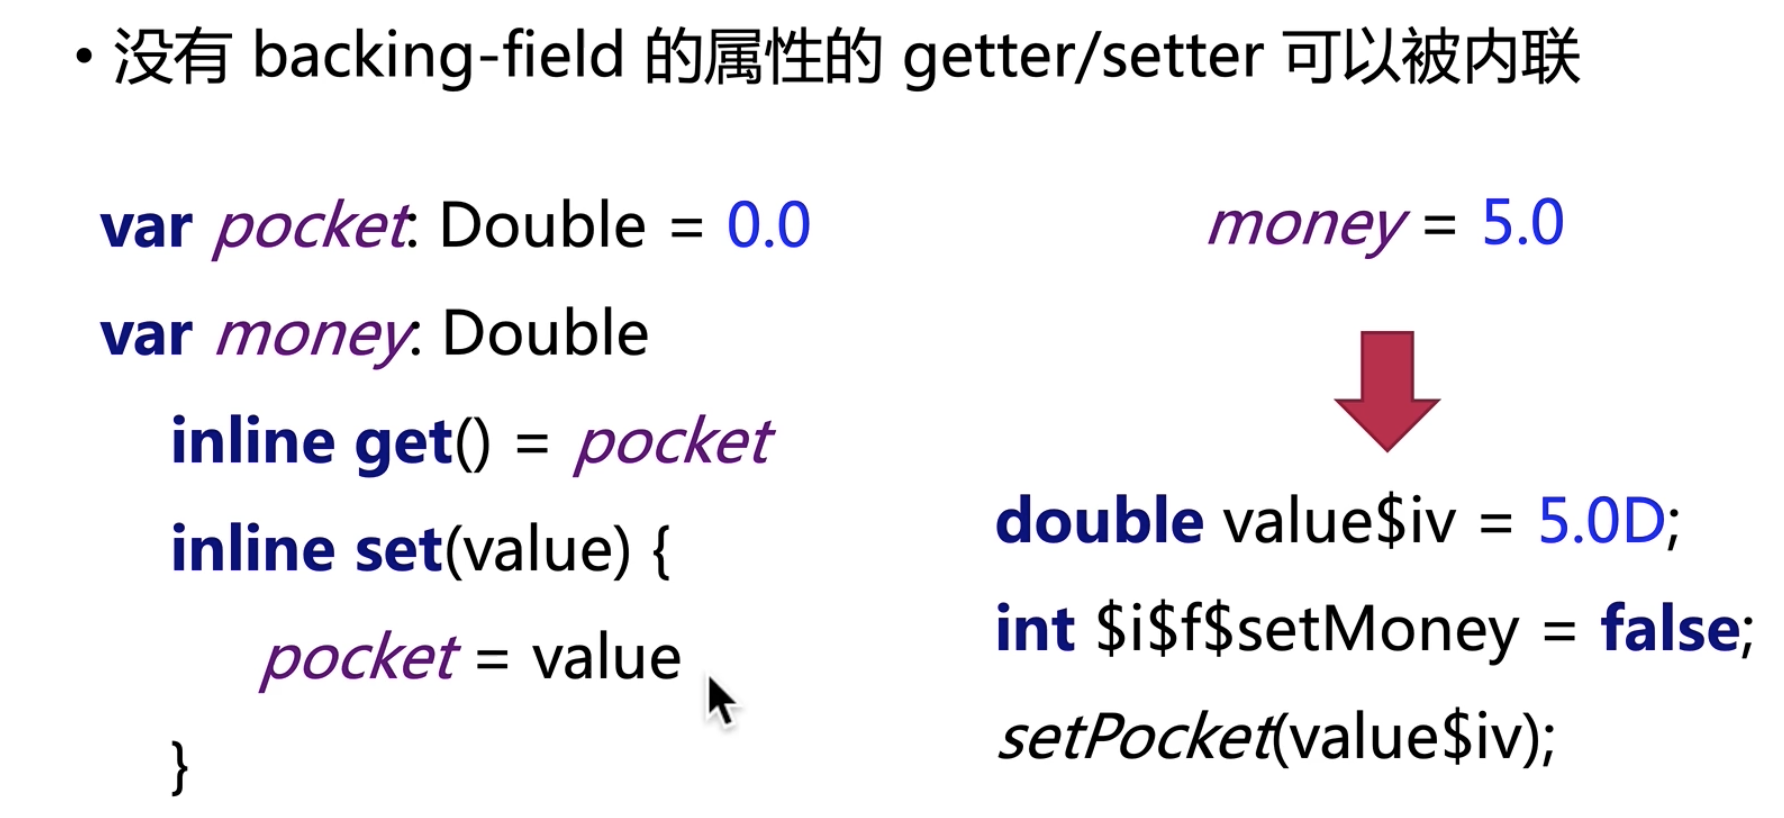 • 没有 backing-field 的属性的 getter/setter 可以被内联
var pocket: Double = 0.0
var money: Double
inline get() = pocket
inline set(value) {
pocket = value
}
money = 5.0
double value$iv = 5.0D;
int $i$f$setMoney = false;
setPocket(value$iv);